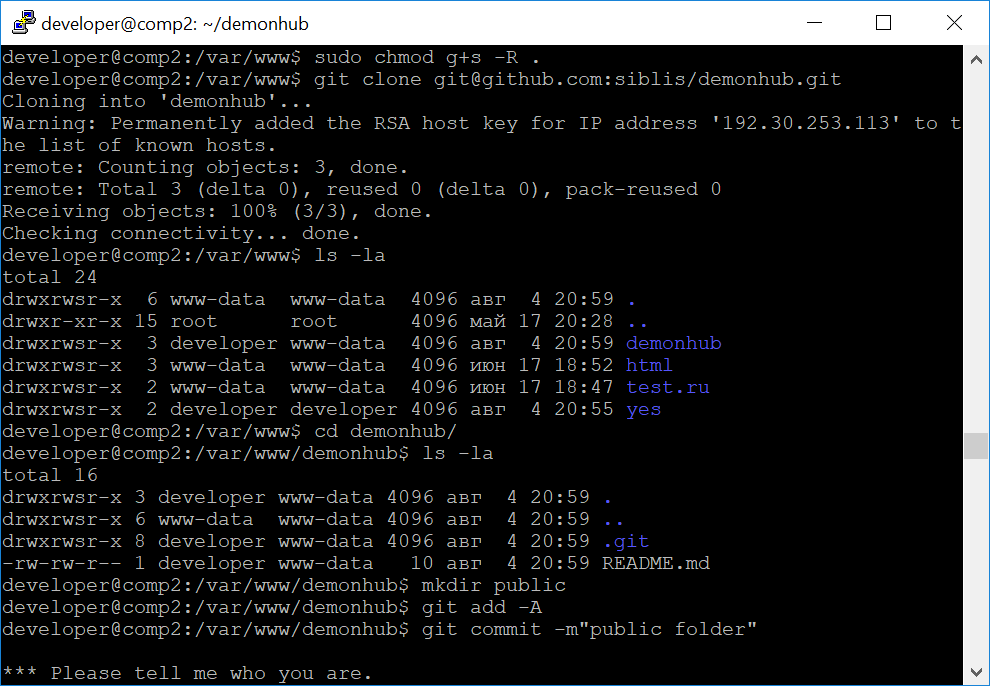 developer@comp2: ~/demonhub
developer@comp2:/var/www$ sudo chmod g+s -R .
developer@comp2:/var/www$ git clone git@github.com:siblis/demonhub.git
Cloning into 'demonhub'...
Warning: Permanently added the RSA host key for IP address '192.30.253.113' to t
he list of known hosts.
remote: Counting objects: 3, done.
remote: Total 3 (delta 0), reused 0 (delta 0), pack-reused 0
Receiving objects: 100% (3/3), done.
Checking connectivity... done.
developer@comp2:/var/www$ ls -la
total 24
drwxrwsr-x  6 www-data  www-data  4096 авг  4 20:59 .
drwxr-xr-x 15 root      root      4096 май 17 20:28 ..
drwxrwsr-x  3 developer www-data  4096 авг  4 20:59 demonhub
drwxrwsr-x  3 www-data  www-data  4096 июн 17 18:52 html
drwxrwsr-x  2 www-data  www-data  4096 июн 17 18:47 test.ru
drwxrwsr-x  2 developer developer 4096 авг  4 20:55 yes
developer@comp2:/var/www$ cd demonhub/
developer@comp2:/var/www/demonhub$ ls -la
total 16
drwxrwsr-x 3 developer www-data 4096 авг  4 20:59 .
drwxrwsr-x 6 www-data  www-data 4096 авг  4 20:59 ..
drwxrwsr-x 8 developer www-data 4096 авг  4 20:59 .git
-rw-rw-r-- 1 developer www-data   10 авг  4 20:59 README.md
developer@comp2:/var/www/demonhub$ mkdir public
developer@comp2:/var/www/demonhub$ git add -A
developer@comp2:/var/www/demonhub$ git commit -m"public folder"
*** Please tell me who you are.